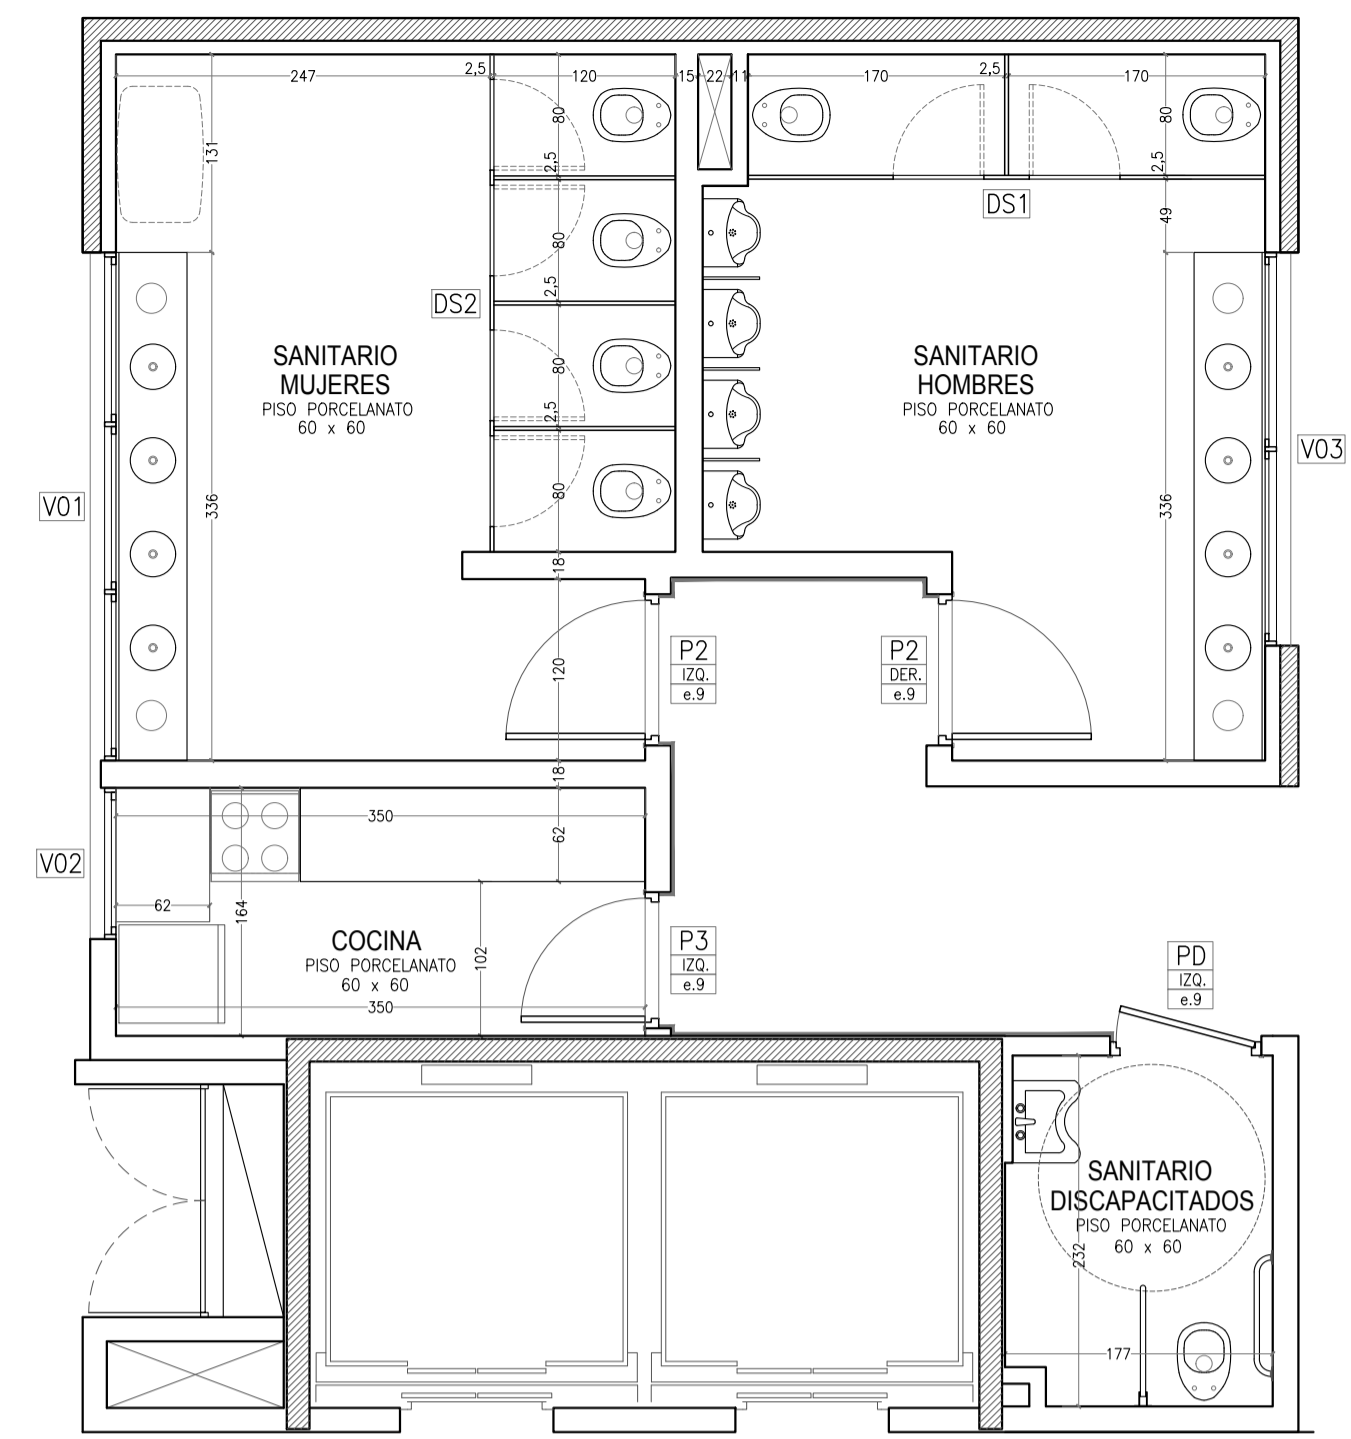 247
2,5
120
15
22
11
170
2,5
170
131
80
2,5
80
2,5
DS1
49
80
2,5
DS2
SANITARIO
MUJERES
PISO PORCELANATO
60 x 60
80
2,5
SANITARIO
HOMBRES
PISO PORCELANATO
60 x 60
V03
V01
336
80
336
18
120
P2
IZQ.
e.9
P2
DER.
e.9
18
350
62
V02
62
164
COCINA
PISO PORCELANATO
60 x 60
102
P3
IZQ.
e.9
PD
IZQ.
e.9
350
SANITARIO
DISCAPACITADOS
PISO PORCELANATO
60 x 60
232
177